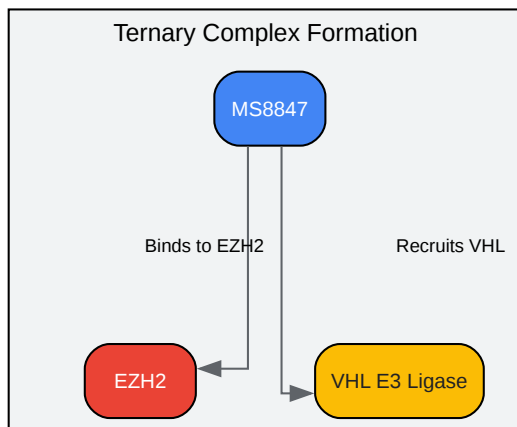 Ternary Complex Formation
MS8847
Binds to EZH2
Recruits VHL
EZH2
VHL E3 Ligase